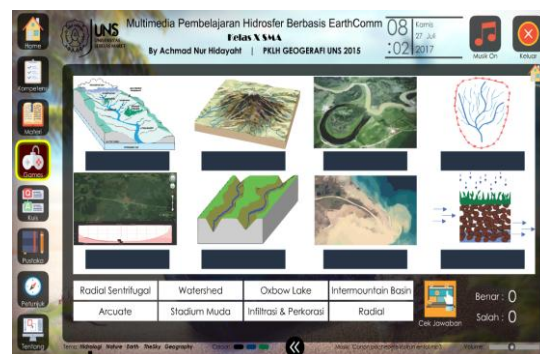 UNS
Multimedia Pembelajaran Hidrosfer Berbasis EarthComm
Kelas X SMA
By Achmad Nur Hidayaht | PKLH GEOGERAFI UNS 2015
08
:02
Kamis
27 Juli
2017
Music On
Keluar
Home
Kompetensi
Materi
Games
Kuis
Pustaka
Petunjuk
Tentang
Radial Sentrifugal
Watershed
Oxbow Lake
Intermountain Basin
Arcuate
Stadium Muda
Infiltrasi & Perkorasi
Radial
Cek Jawaban
Benar : 0
Salah : 0